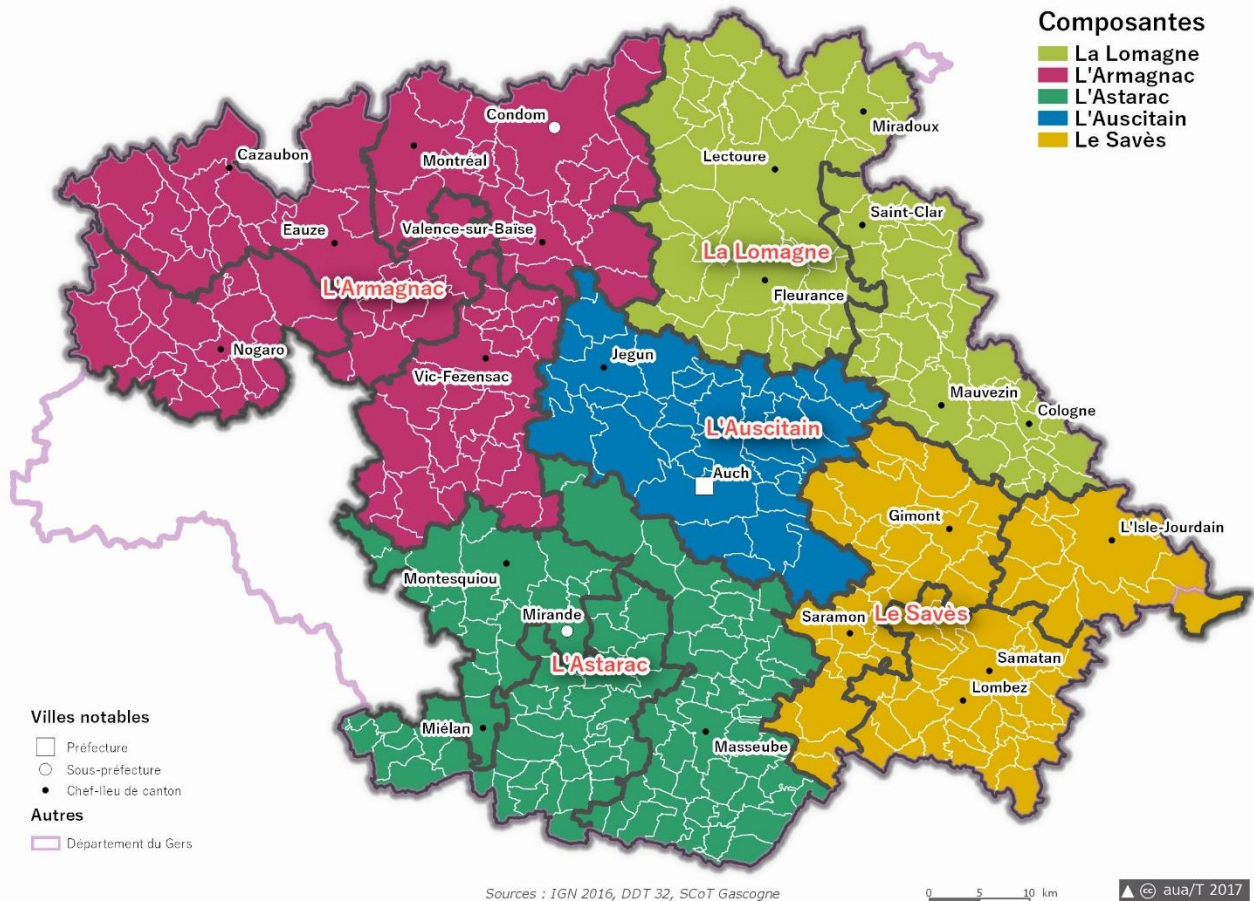 Composantes
La Lomagne
L'Armagnac
L'Astarac
L'Auscitain
Le Savès
Condom
Miradoux
Montréal
Cazaubon
Lectoure
Saint-Clar
Eauze
Valence-sur-Baïse
La Lomagne
L'Armagnac
Fleurance
Nogaro
Vic-Fezensac
Jegun
Mauvezin
Cologne
L'Auscitain
Auch
Gimont
L'Isle-Jourdain
Montesquiou
Mirande
Saramon
Le Savès
L'Astarac
Samatan
Lombez
Miélan
Masseube
Villes notables
Préfecture
Sous-préfecture
Chef-lieu de canton
Autres
Département du Gers
Sources : IGN 2016, DDT 32, SCoT Gascogne
0 5 10 km
cc aua/T 2017